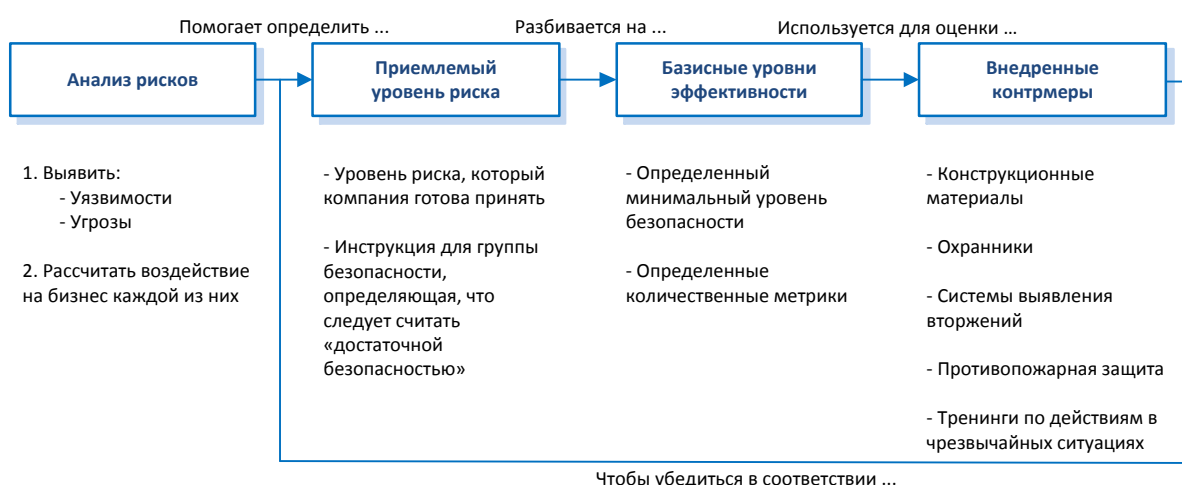 Помогает определить ...
Разбивается на ...
Используется для оценки ...
Анализ рисков
Приемлемый
уровень риска
Базисные уровни
эффективности
Внедренные
контрмеры
1. Выявить:
- Уязвимости
- Угрозы
2. Рассчитать воздействие
на бизнес каждой из них
- Уровень риска, который
компания готова принять
- Инструкция для группы
безопасности,
определяющая, что
следует считать
«достаточной
безопасностью»
- Определенный
минимальный уровень
безопасности
- Определенные
количественные метрики
- Конструкционные
материалы
- Охранники
- Системы выявления
вторжений
- Противопожарная защита
- Тренинги по действиям в
чрезвычайных ситуациях
Чтобы убедиться в соответствии ...